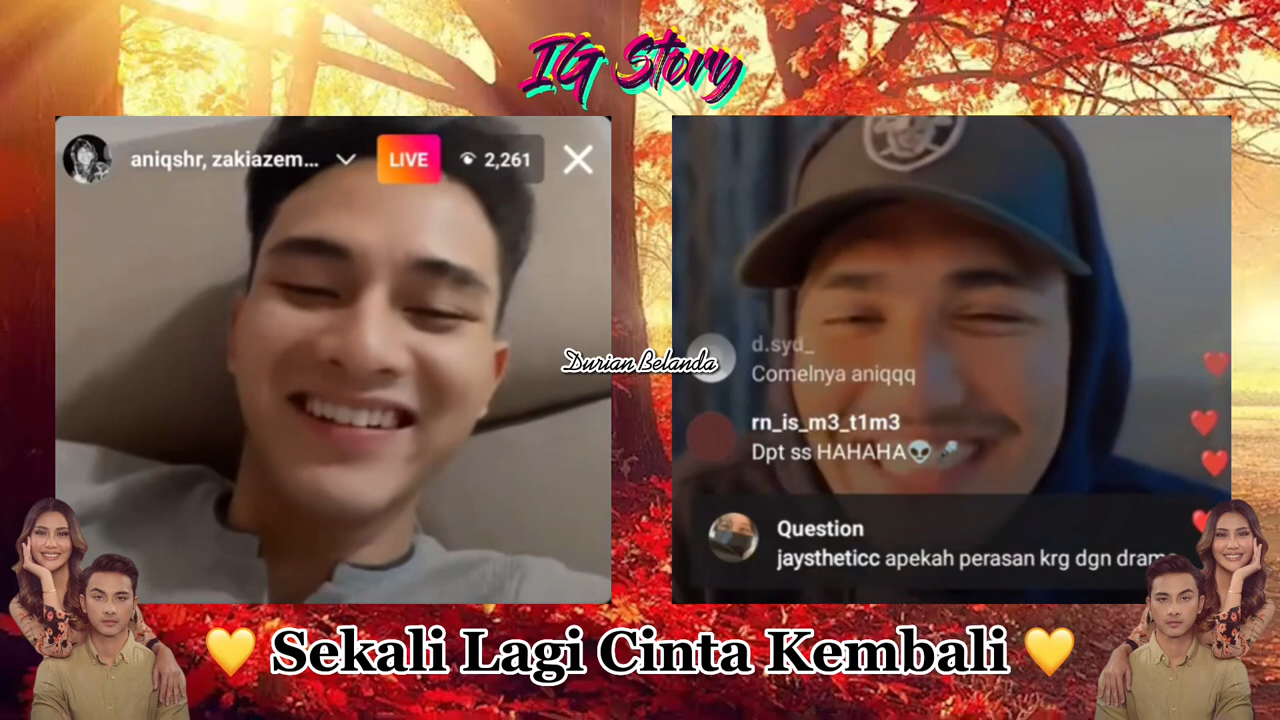 IG Story
aniqshr, zakiazem...
LIVE
2,261
Durian Belanda
d.syd_
Comelnya aniqqq
rn_is_m3_t1m3
Dpt ss HAHAHA👽🔌
Question
jaystheticc apekah perasan krg dgn drama
💛 Sekali Lagi Cinta Kembali 💛